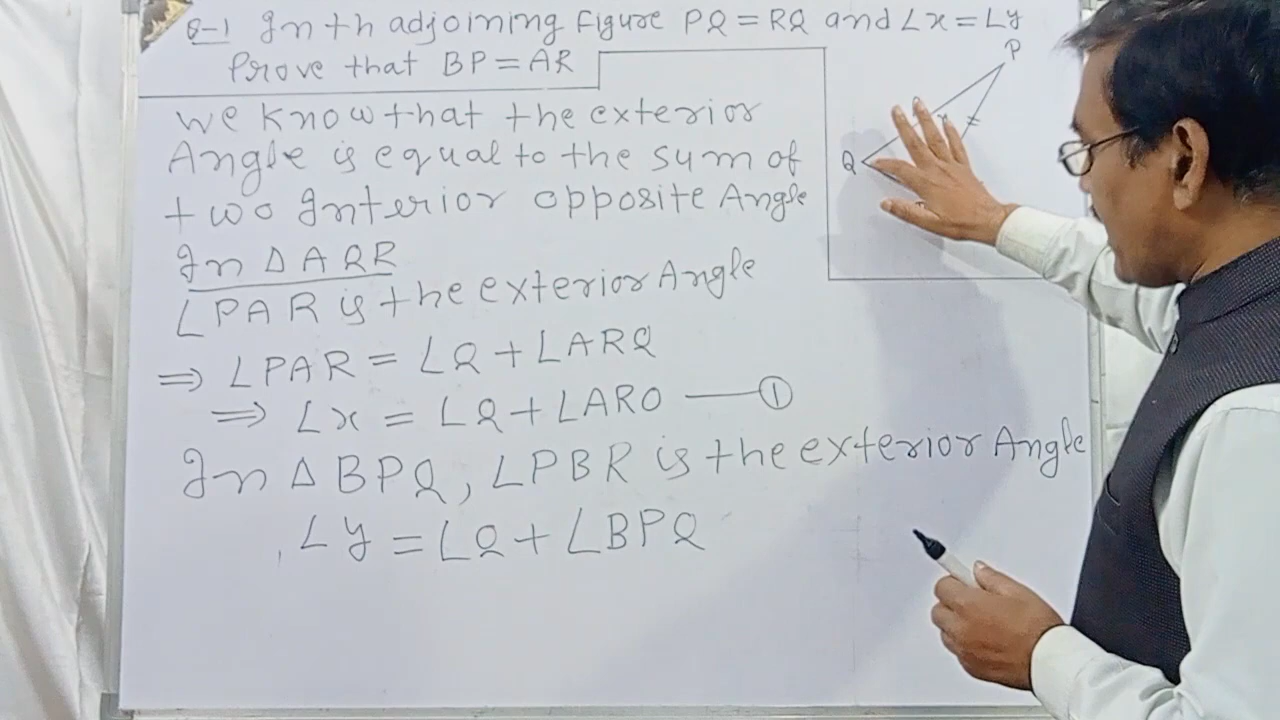 Q-1 In th adjoining Figure PQ = RQ and ∠x = ∠y
Prove that BP = AR
P
Q
x
we know that the exterior
Angle is equal to the sum of
two Interior opposite Angle
In Δ AQR
∠PAR is the exterior Angle
⇒ ∠PAR = ∠Q + ∠ARQ
⇒ ∠x = ∠Q + ∠ARQ —— ①
In Δ BPQ, ∠PBR is the exterior Angle
∠y = ∠Q + ∠BPQ